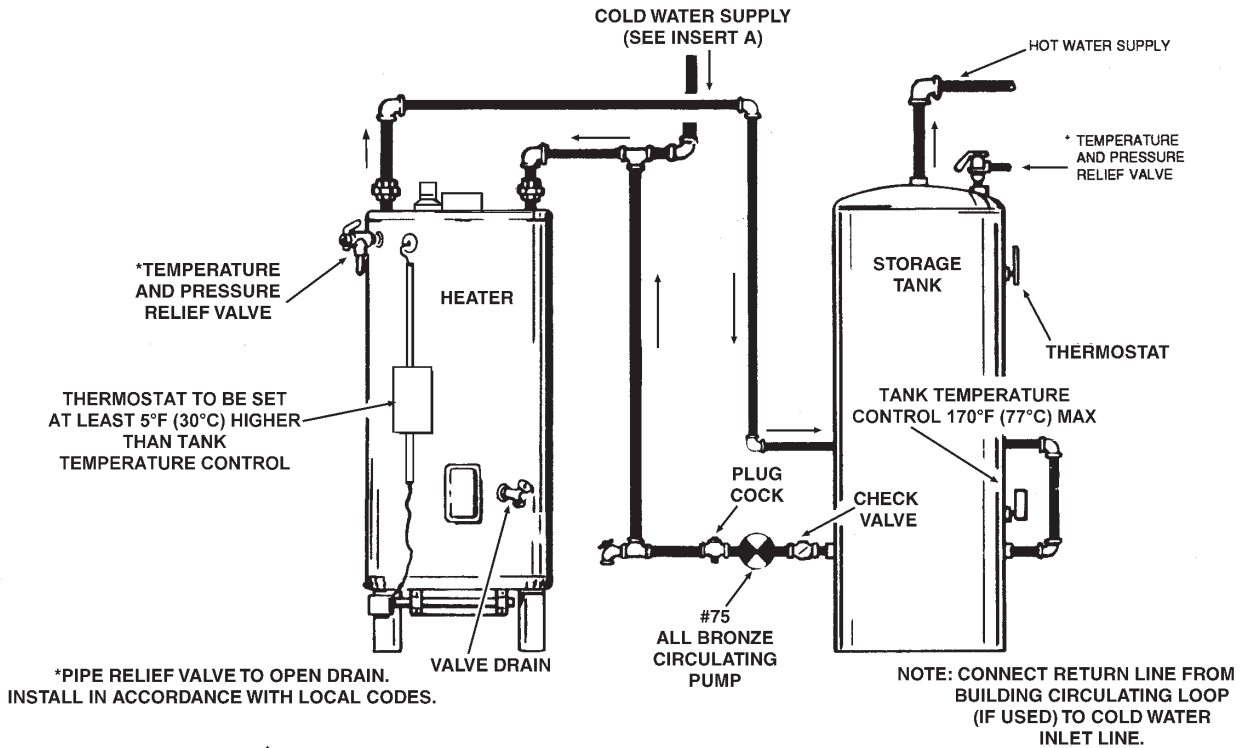 COLD WATER SUPPLY
(SEE INSERT A)
HOT WATER SUPPLY
* TEMPERATURE
AND PRESSURE
RELIEF VALVE
*TEMPERATURE
AND PRESSURE
RELIEF VALVE
HEATER
STORAGE
TANK
THERMOSTAT
THERMOSTAT TO BE SET
AT LEAST 5°F (30°C) HIGHER
THAN TANK
TEMPERATURE CONTROL
TANK TEMPERATURE
CONTROL 170°F (77°C) MAX
PLUG
COCK
CHECK
VALVE
#75
ALL BRONZE
CIRCULATING
PUMP
VALVE DRAIN
*PIPE RELIEF VALVE TO OPEN DRAIN.
INSTALL IN ACCORDANCE WITH LOCAL CODES.
NOTE: CONNECT RETURN LINE FROM
BUILDING CIRCULATING LOOP
(IF USED) TO COLD WATER
INLET LINE.